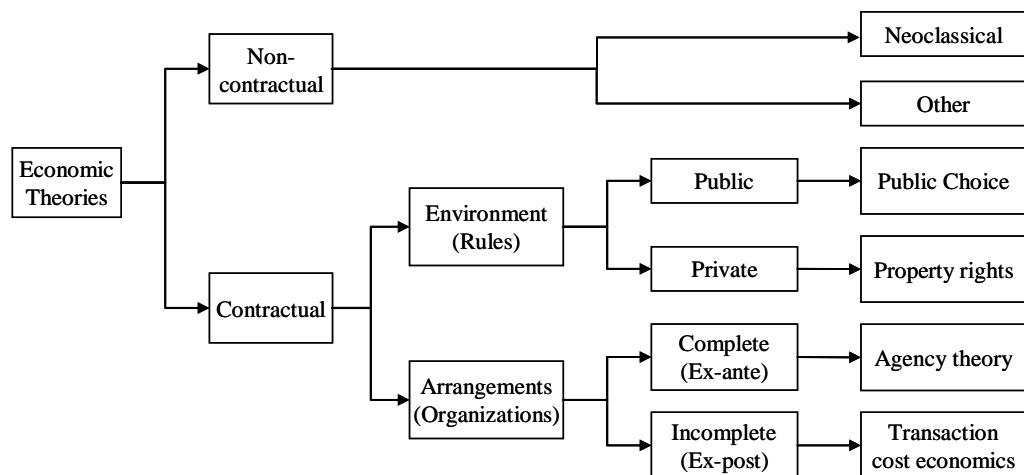 Economic
Theories
Non-
contractual
Neoclassical
Other
Contractual
Environment
(Rules)
Public
Public Choice
Private
Property rights
Arrangements
(Organizations)
Complete
(Ex-ante)
Agency theory
Incomplete
(Ex-post)
Transaction
cost economics